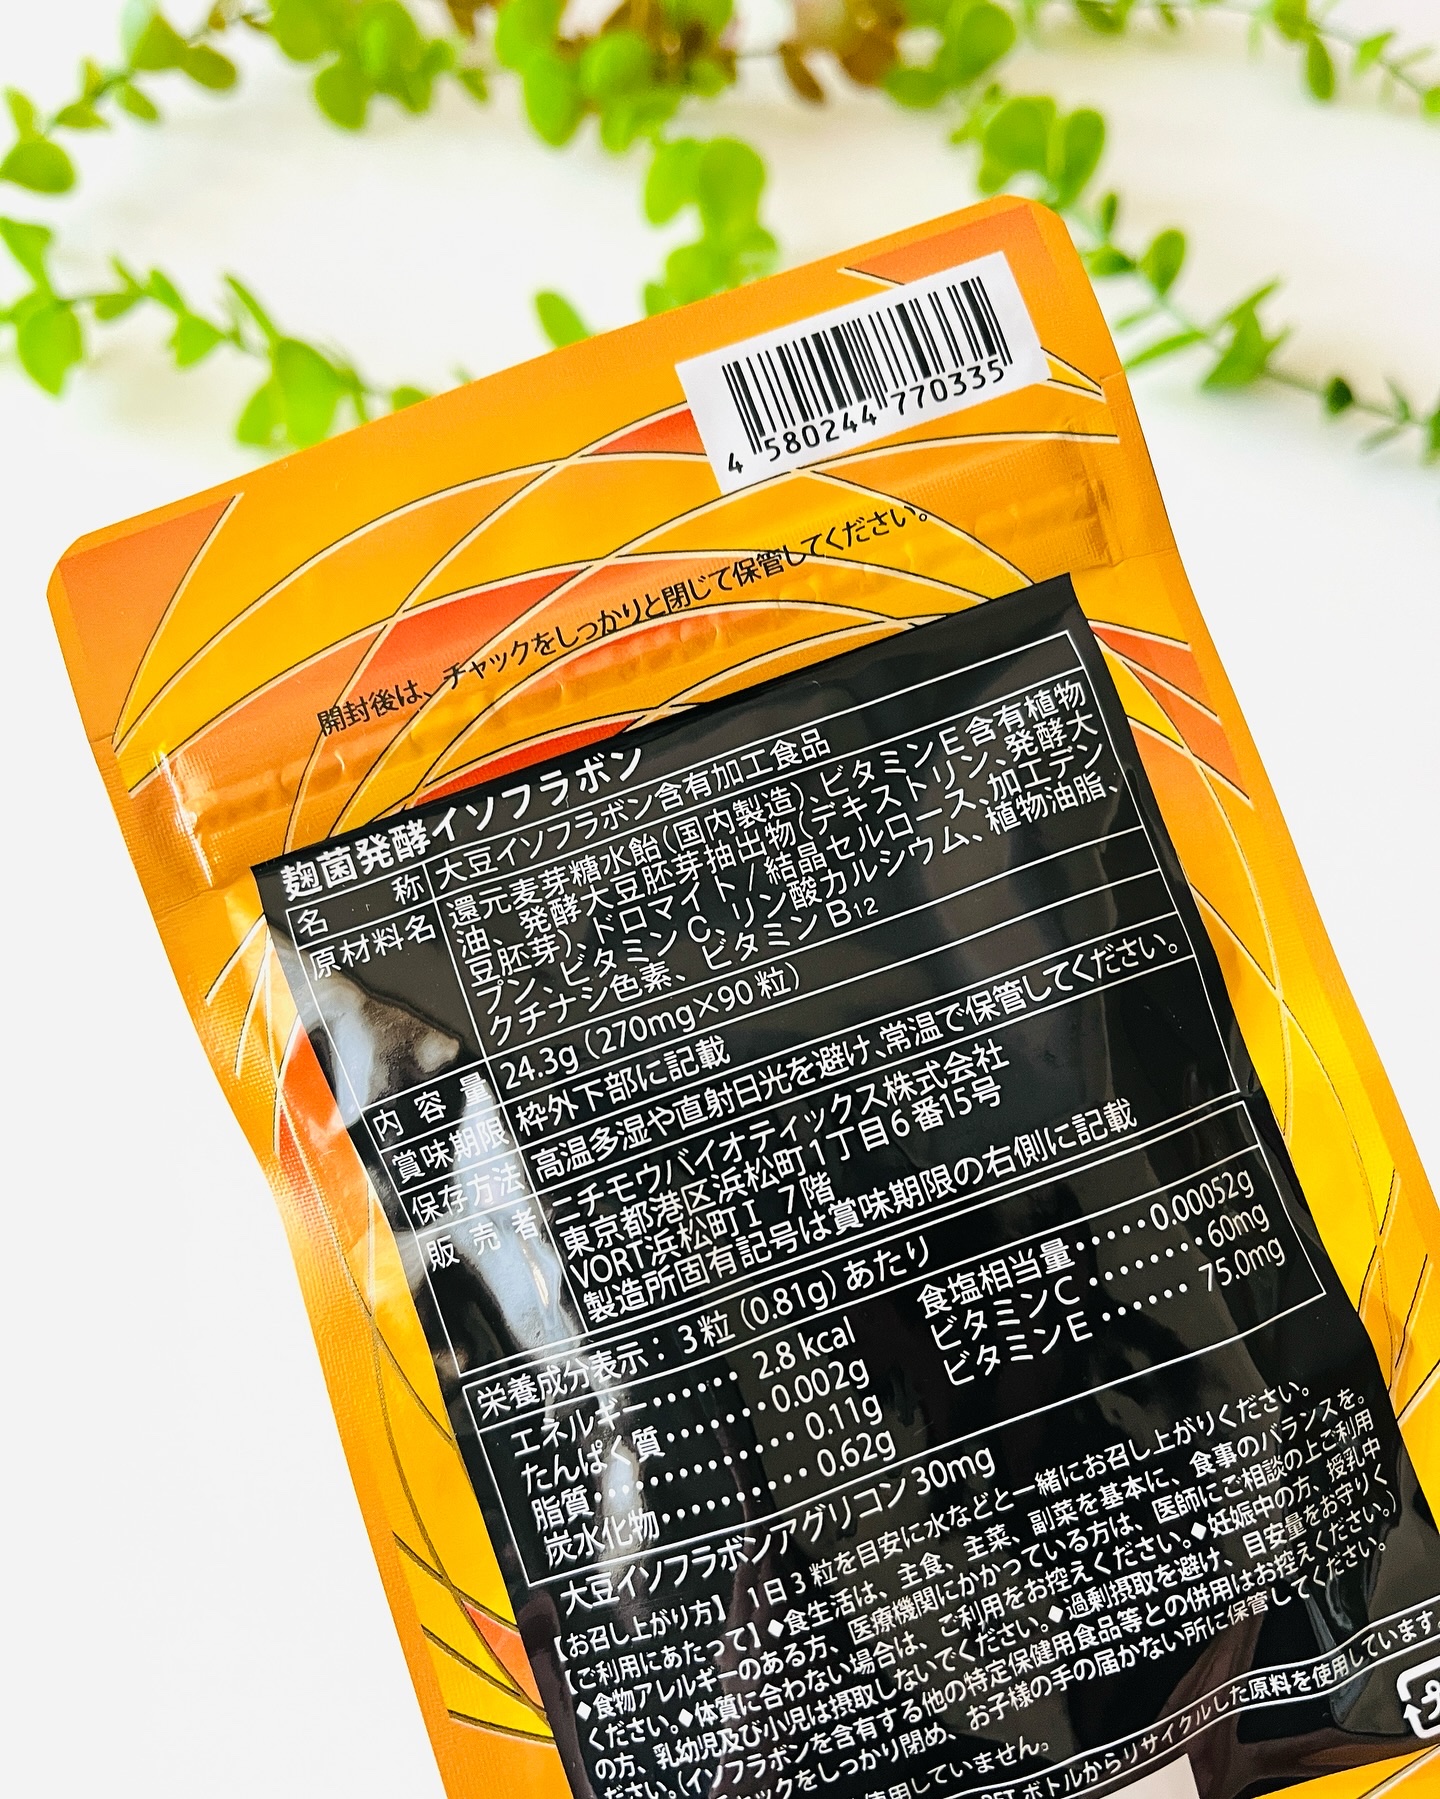 4 580244 770335
開封後は、チャックをしっかりと閉じて保管してください。
麹菌発酵イソフラボン
名称 大豆イソフラボン含有加工食品
原材料名 還元麦芽糖水飴(国内製造)、ビタミンE含有植物
油、発酵大豆胚芽抽出物(デキストリン、発酵大
豆胚芽)、ドロマイト/結晶セルロース、加工デン
プン、ビタミンC、リン酸カルシウム、植物油脂、
クチナシ色素、ビタミンB12
内容量 24.3g(270mg×90粒)
賞味期限 枠外下部に記載
保存方法 高温多湿や直射日光を避け、常温で保管してください。
販売者 ニチモウバイオティックス株式会社
東京都港区浜松町1丁目6番15号
VORT浜松町I 7階
製造所固有記号は賞味期限の右側に記載
栄養成分表示:3粒(0.81g)あたり
エネルギー・・・・・・・2.8kcal
たんぱく質・・・・・・・0.002g
脂質・・・・・・・・・・・・0.11g
炭水化物・・・・・・・・・0.62g
食塩相当量・・・・・0.00052g
ビタミンC・・・・・・・・60mg
ビタミンE・・・・・・75.0mg
大豆イソフラボンアグリコン 30mg
【お召し上がり方】 1日3粒を目安に水などと一緒にお召し上がりください。
【ご利用にあたって】◆食生活は、主食、主菜、副菜を基本に、食事のバランスを。
◆食物アレルギーのある方、医療機関にかかっている方は、医師にご相談の上ご利用
ください。◆体質に合わない場合は、ご利用をお控えください。◆妊娠中の方、授乳中
の方、乳幼児及び小児は摂取しないでください。◆過剰摂取を避け、目安量をお守りく
ださい。(イソフラボンを含有する他の特定保健用食品等との併用はお控えください。)
チャックをしっかり閉め、お子様の手の届かない所に保管してください。
使用していません。
PETボトルからリサイクルした原料を使用しています。